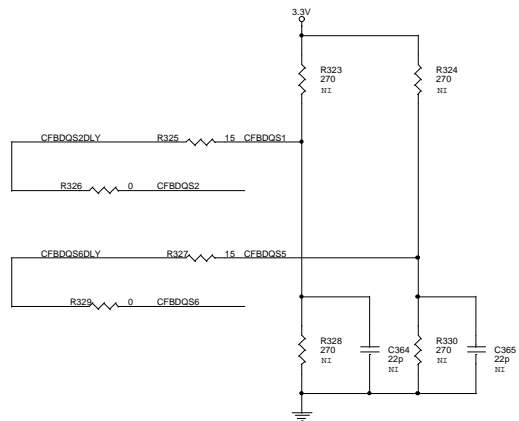 3.3V
R323
270
NI
R324
270
NI
CFBDQS2DLY R325 15 CFBDQS1
R326 0 CFBDQS2
CFBDQS6DLY R327 15 CFBDQS5
R329 0 CFBDQS6
R328
270
NI
C364
22p
NI
R330
270
NI
C365
22p
NI